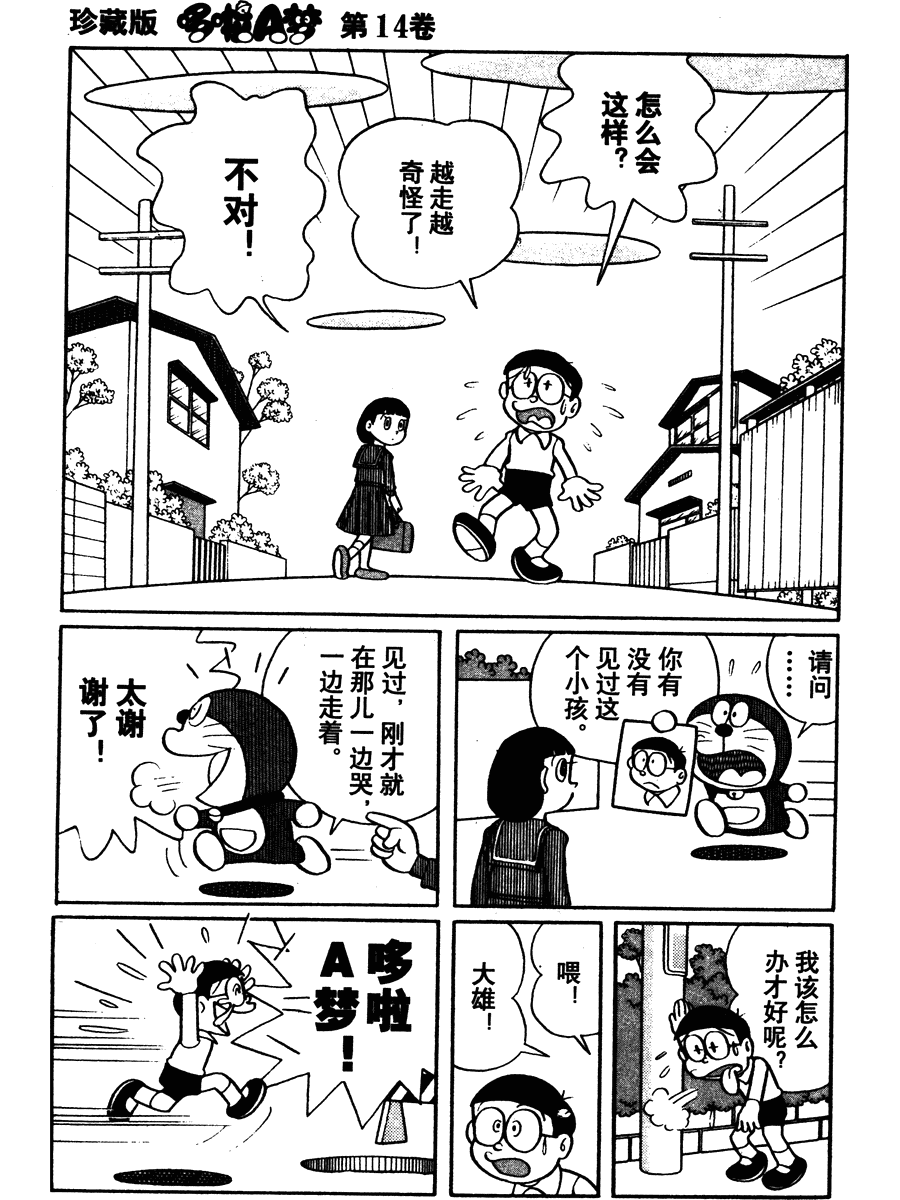 珍藏版 哆啦A梦 第14卷
怎么会
这样?
越走越
奇怪了!
不对!
请问
……
你有
没有
见过这
个小孩。
见过,刚才就
在那儿一边哭,
一边走着。
太谢
谢了!
我该怎么
办才好呢?
喂!
大雄!
哆啦
A梦!